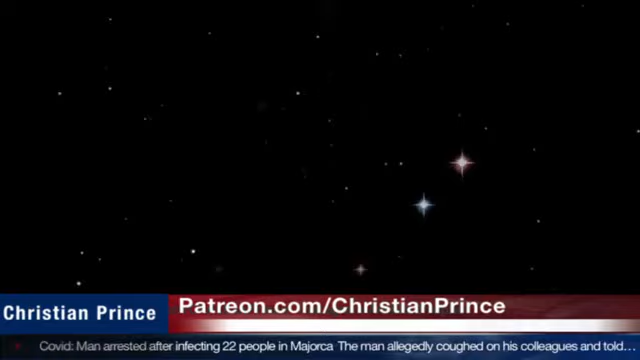 Patreon.com/ChristianPrince
Christian Prince
Covid: Man arrested after infecting 22 people in Majorca The man allegedly coughed on his colleagues and told...